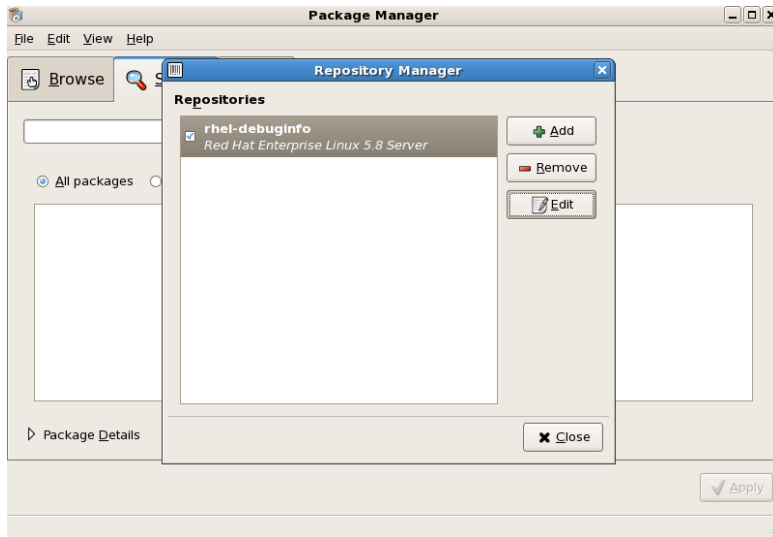 Package Manager
File Edit View Help
Browse
S
Repository Manager
Repositories
rhel-debuginfo
Red Hat Enterprise Linux 5.8 Server
Add
Remove
Edit
All packages
Package Details
Close
Apply